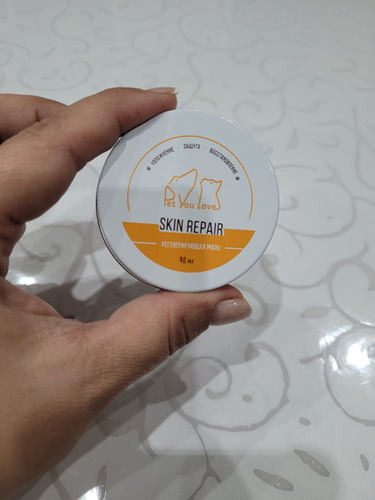 УВЛАЖНЕНИЕ · ЗАЩИТА · ВОССТАНОВЛЕНИЕ
Pet You Love
SKIN REPAIR
РЕГЕНЕРИРУЮЩАЯ МАЗЬ
40 мл